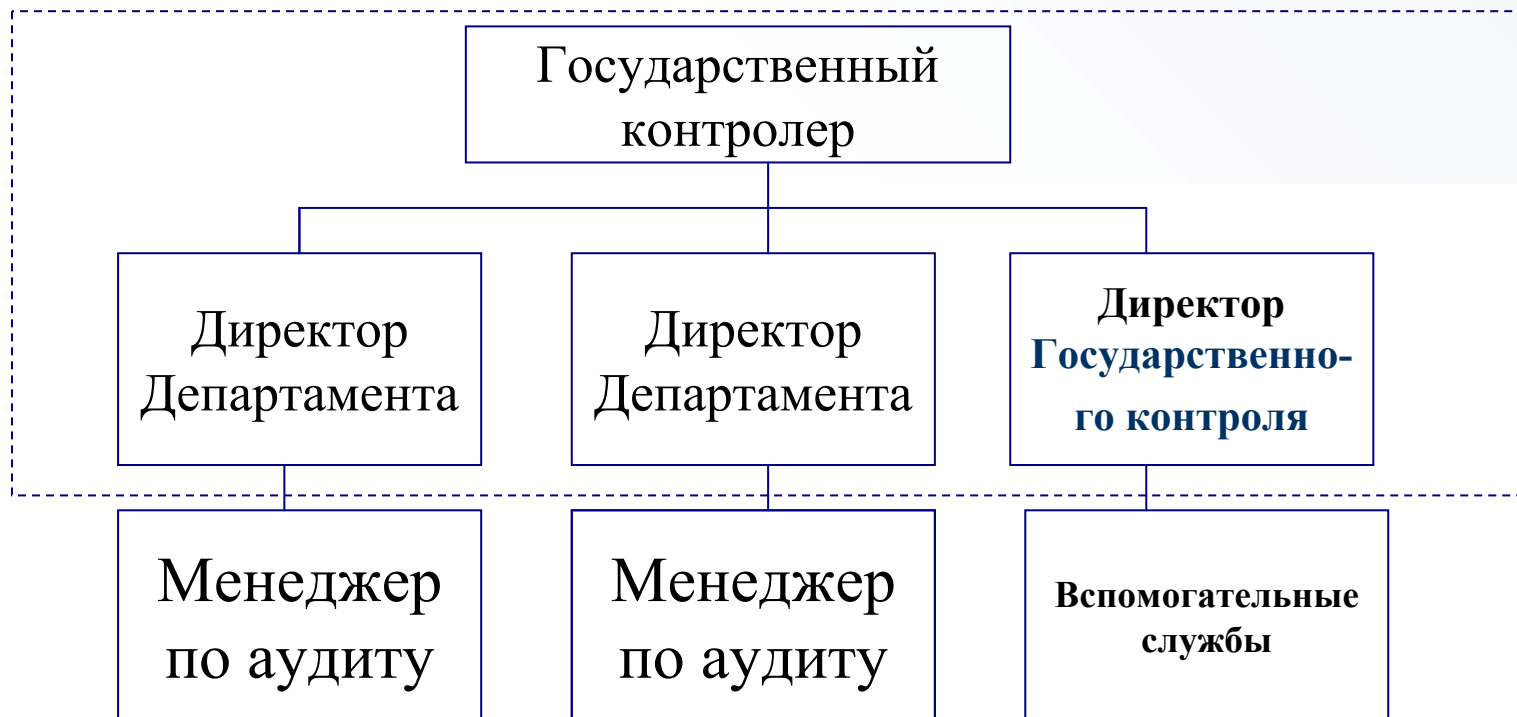 Государственный
контролер
Директор
Департамента
Директор
Департамента
Директор
Государственно-
го контроля
Менеджер
по аудиту
Менеджер
по аудиту
Вспомогательные
службы